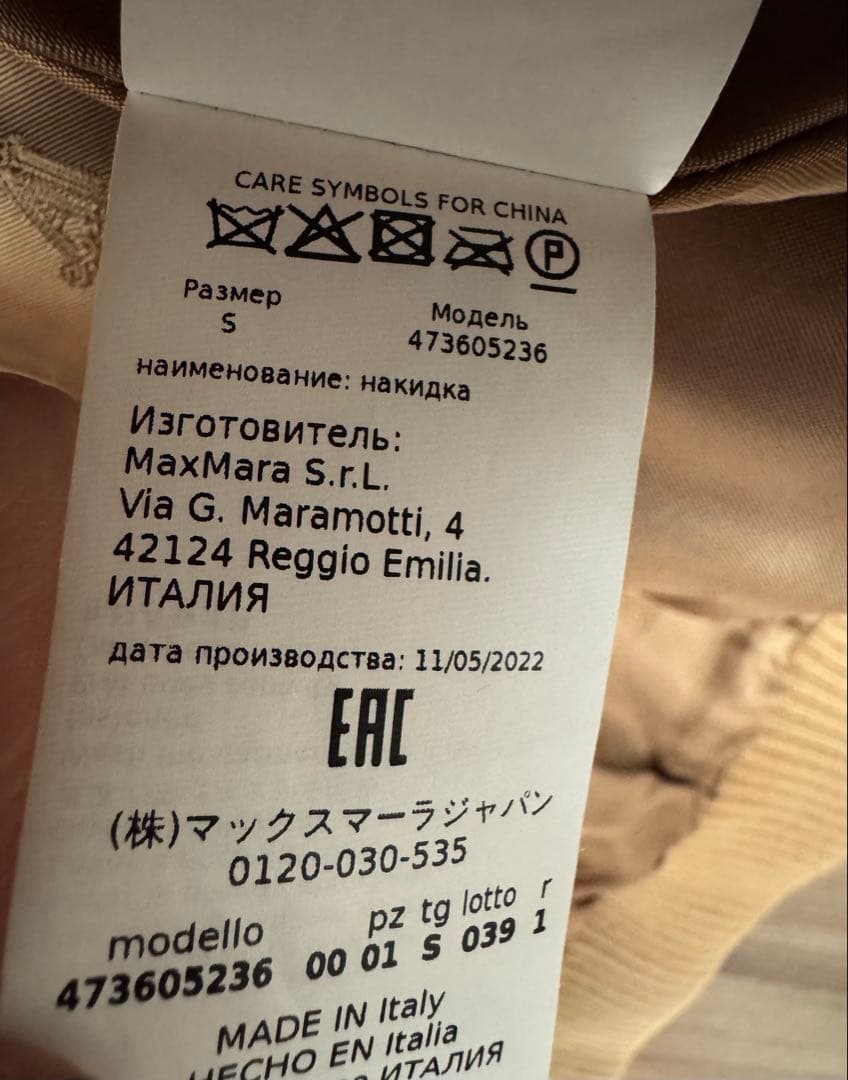 CARE SYMBOLS FOR CHINA
P
Размер
S
Модель
473605236
наименование: накидка
Изготовитель:
MaxMara S.r.L.
Via G. Maramotti, 4
42124 Reggio Emilia.
ИТАЛИЯ
дата производства: 11/05/2022
EAC
(株)マックスマーラジャパン
0120-030-535
modello pz tg lotto r
473605236 00 01 S 039 1
MADE IN Italy
HECHO EN Italia
ИТАЛИЯ